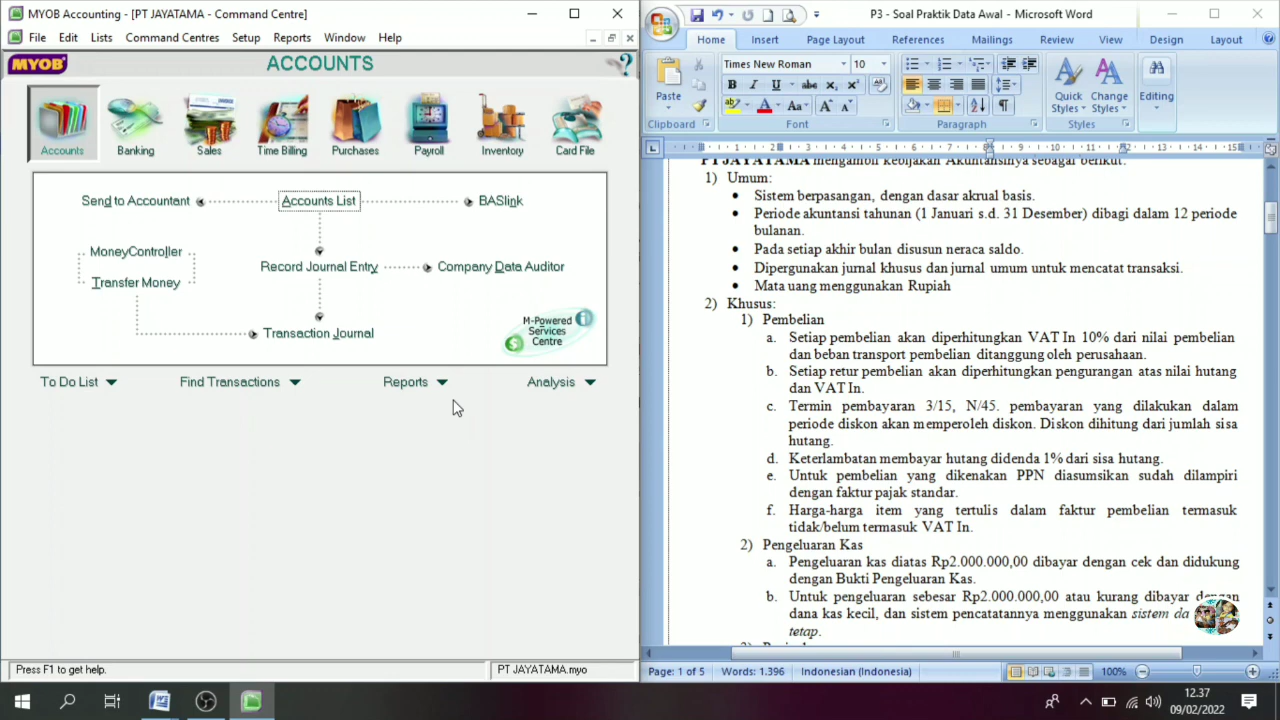 MYOB Accounting - [PT JAYATAMA - Command Centre]
File Edit Lists Command Centres Setup Reports Window Help
MYOB
ACCOUNTS
Accounts Banking Sales Time Billing Purchases Payroll Inventory Card File
Send to Accountant Accounts List BASlink
MoneyController
Record Journal Entry Company Data Auditor
Transfer Money
M-Powered
Services
Centre
Transaction Journal
To Do List Find Transactions Reports Analysis
Press F1 to get help. PT JAYATAMA.myo
P3 - Soal Praktik Data Awal - Microsoft Word
Home Insert Page Layout References Mailings Review View Design Layout
Paste
Times New Roman 10
Quick Styles Change Styles Editing
Clipboard Font Paragraph Styles
PT JAYATAMA mengambil kebijakan Akuntansinya sebagai berikut:
1) Umum:
• Sistem berpasangan, dengan dasar akrual basis.
• Periode akuntansi tahunan (1 Januari s.d. 31 Desember) dibagi dalam 12 periode
bulanan.
• Pada setiap akhir bulan disusun neraca saldo.
• Dipergunakan jurnal khusus dan jurnal umum untuk mencatat transaksi.
• Mata uang menggunakan Rupiah
2) Khusus:
1) Pembelian
a. Setiap pembelian akan diperhitungkan VAT In 10% dari nilai pembelian
dan beban transport pembelian ditanggung oleh perusahaan.
b. Setiap retur pembelian akan diperhitungkan pengurangan atas nilai hutang
dan VAT In.
c. Termin pembayaran 3/15, N/45. pembayaran yang dilakukan dalam
periode diskon akan memperoleh diskon. Diskon dihitung dari jumlah sisa
hutang.
d. Keterlambatan membayar hutang didenda 1% dari sisa hutang.
e. Untuk pembelian yang dikenakan PPN diasumsikan sudah dilampiri
dengan faktur pajak standar.
f. Harga-harga item yang tertulis dalam faktur pembelian termasuk
tidak/belum termasuk VAT In.
2) Pengeluaran Kas
a. Pengeluaran kas diatas Rp2.000.000,00 dibayar dengan cek dan didukung
dengan Bukti Pengeluaran Kas.
b. Untuk pengeluaran sebesar Rp2.000.000,00 atau kurang dibayar dengan
dana kas kecil, dan sistem pencatatannya menggunakan sistem da
tetap.
Page: 1 of 5 Words: 1.396 Indonesian (Indonesia) 100%
12.37
09/02/2022